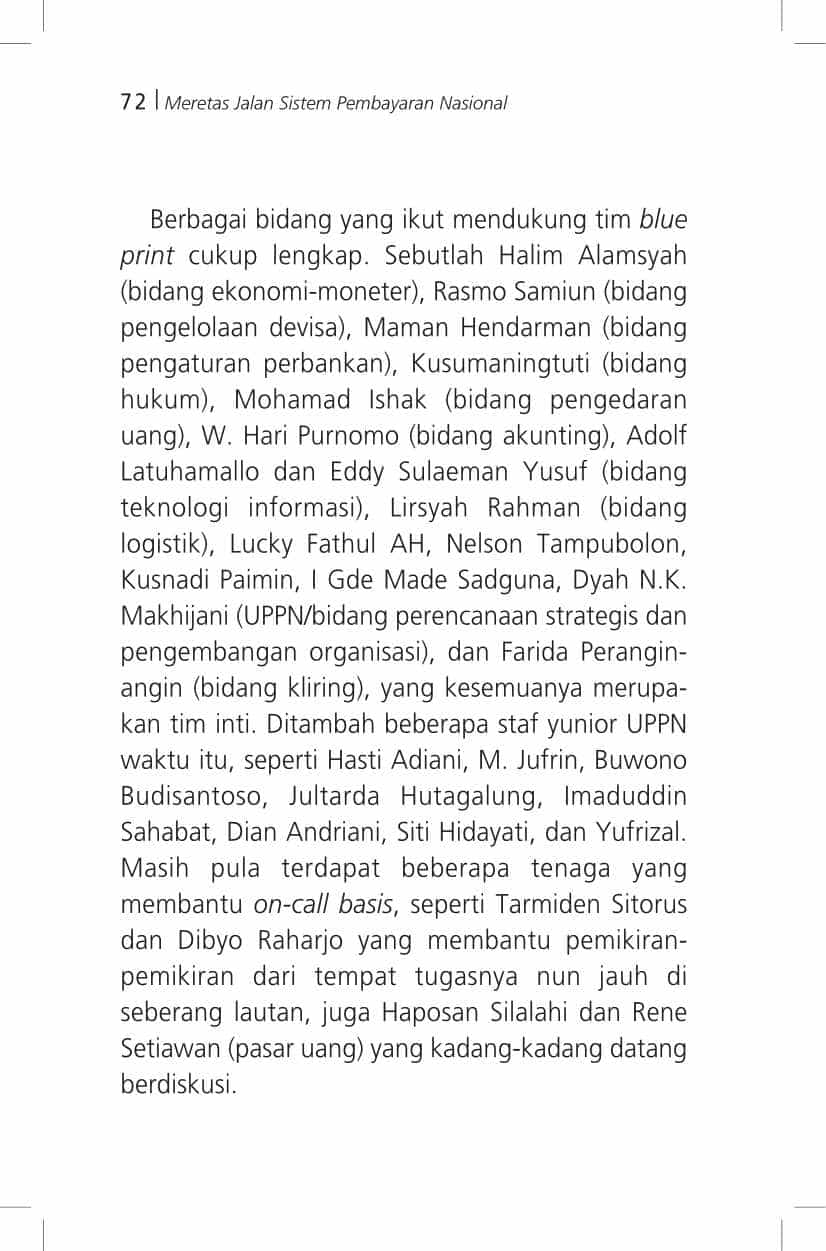 72 | Meretas Jalan Sistem Pembayaran Nasional
Berbagai bidang yang ikut mendukung tim blue
print cukup lengkap. Sebutlah Halim Alamsyah
(bidang ekonomi-moneter), Rasmo Samiun (bidang
pengelolaan devisa), Maman Hendarman (bidang
pengaturan perbankan), Kusumaningtuti (bidang
hukum), Mohamad Ishak (bidang pengedaran
uang), W. Hari Purnomo (bidang akunting), Adolf
Latuhamallo dan Eddy Sulaeman Yusuf (bidang
teknologi informasi), Lirsyah Rahman (bidang
logistik), Lucky Fathul AH, Nelson Tampubolon,
Kusnadi Paimin, I Gde Made Sadguna, Dyah N.K.
Makhijani (UPPN/bidang perencanaan strategis dan
pengembangan organisasi), dan Farida Perangin-
angin (bidang kliring), yang kesemuanya merupa-
kan tim inti. Ditambah beberapa staf yunior UPPN
waktu itu, seperti Hasti Adiani, M. Jufrin, Buwono
Budisantoso, Jultarda Hutagalung, Imaduddin
Sahabat, Dian Andriani, Siti Hidayati, dan Yufrizal.
Masih pula terdapat beberapa tenaga yang
membantu on-call basis, seperti Tarmiden Sitorus
dan Dibyo Raharjo yang membantu pemikiran-
pemikiran dari tempat tugasnya nun jauh di
seberang lautan, juga Haposan Silalahi dan Rene
Setiawan (pasar uang) yang kadang-kadang datang
berdiskusi.